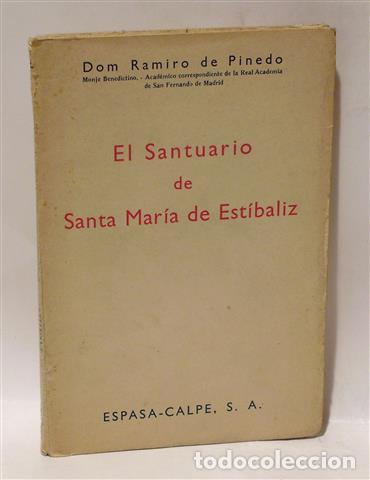 Dom Ramiro de Pinedo
Monje Benedictino. - Académico correspondiente de la Real Academia
de San Fernando de Madrid
El Santuario
de
Santa María de Estíbaliz
ESPASA-CALPE, S. A.
todocoleccion